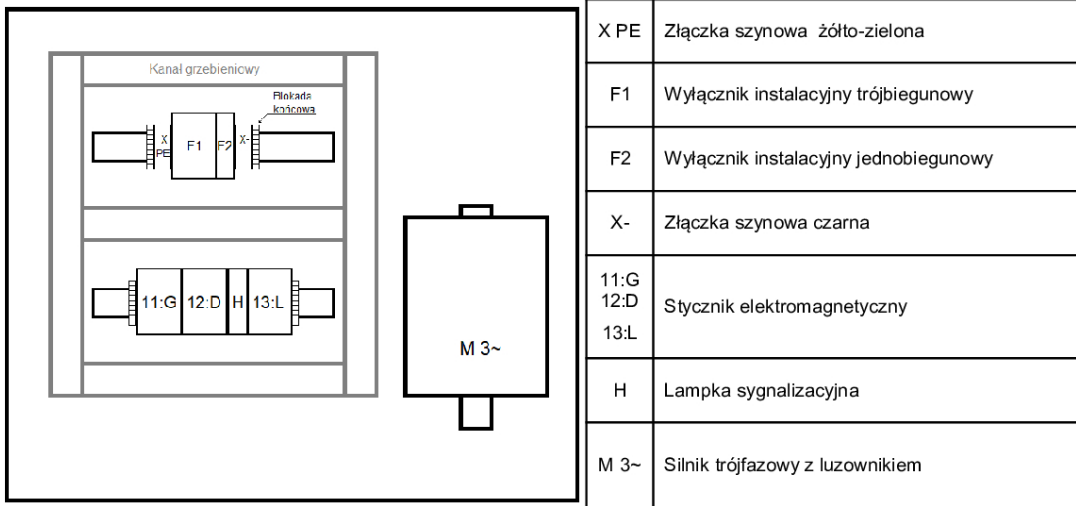 Kanał grzebieniowy
Blokada
końcowa
X
PE
F1
F2
X-
11:G
12:D
H
13:L
M 3~
X PE
Złączka szynowa żółto-zielona
F1
Wyłącznik instalacyjny trójbiegunowy
F2
Wyłącznik instalacyjny jednobiegunowy
X-
Złączka szynowa czarna
11:G
12:D
13:L
Stycznik elektromagnetyczny
H
Lampka sygnalizacyjna
M 3~
Silnik trójfazowy z luzownikiem